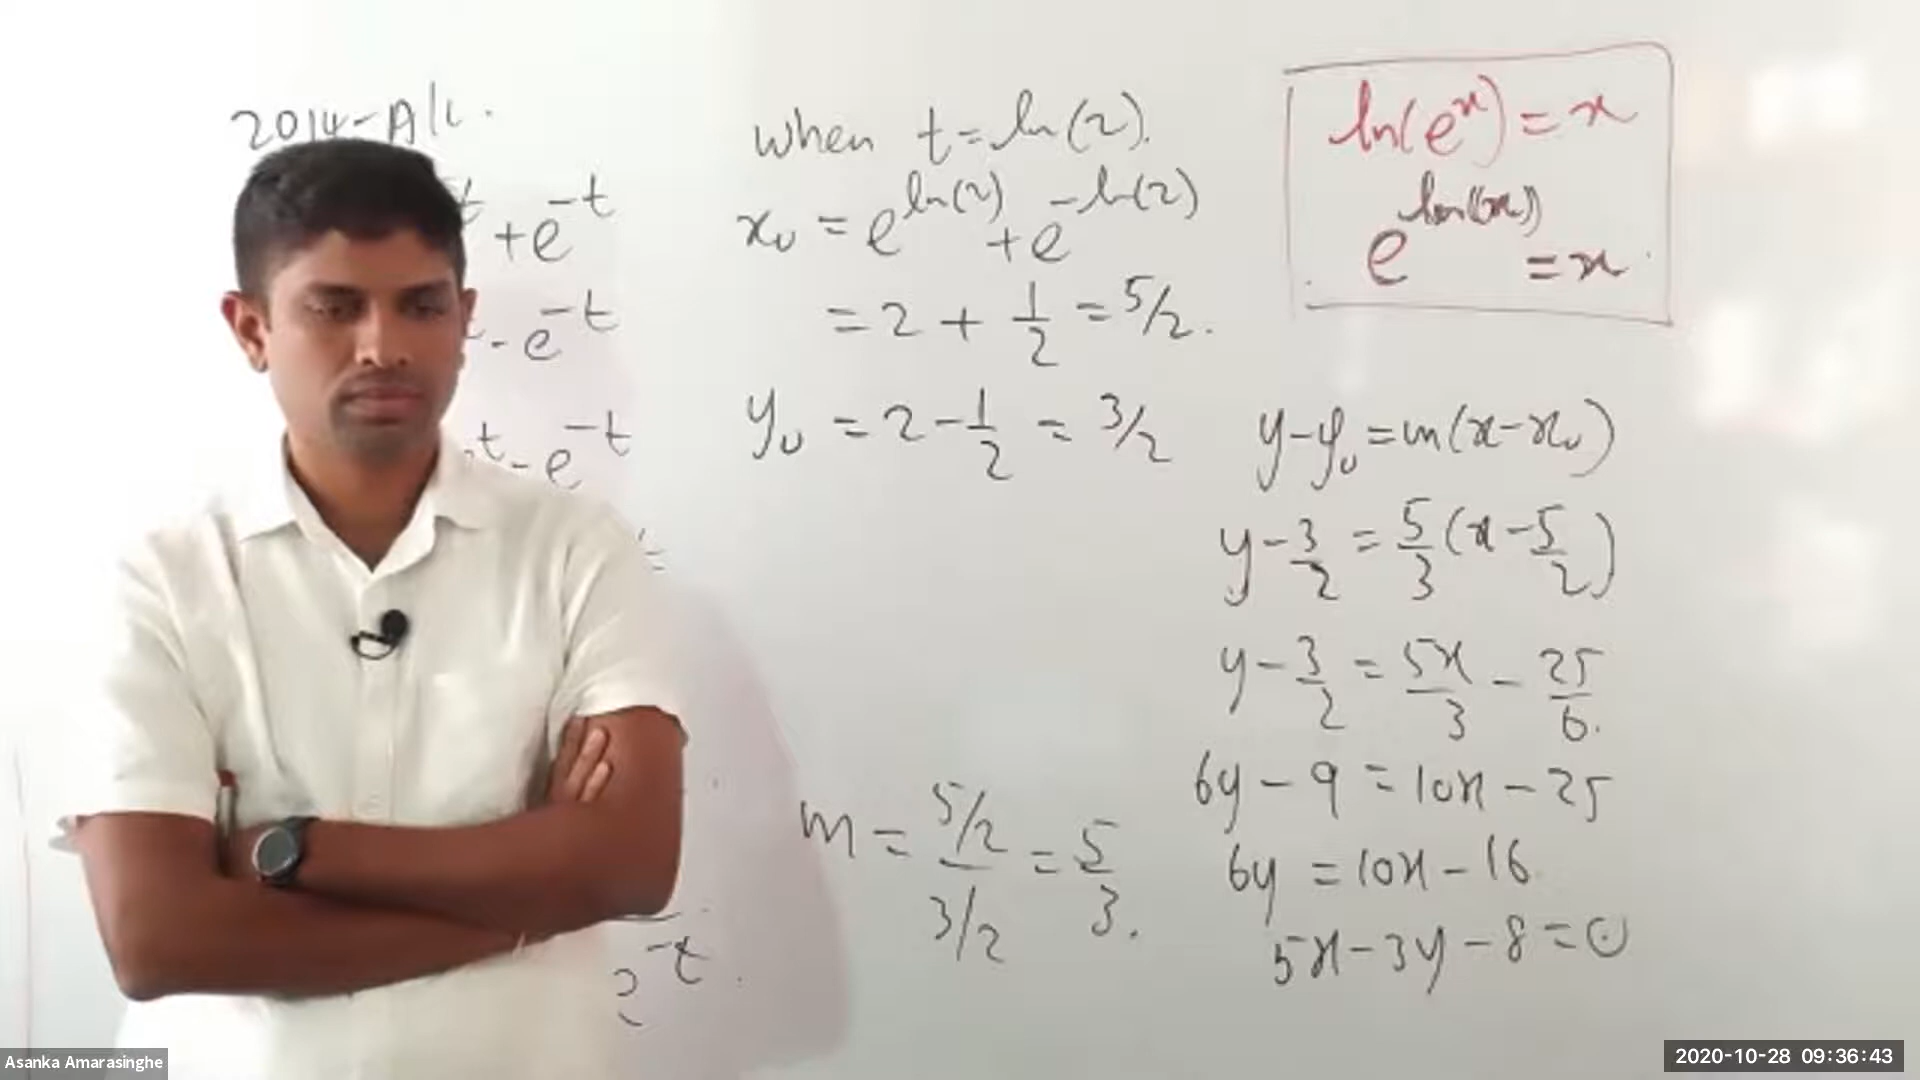 2014-A/L.
+e^-t
- e^-t
t - e^-t
e^-t.
when t = ln(2).
x₀ = e^ln(2) + e^-ln(2)
= 2 + 1/2 = 5/2.
y₀ = 2 - 1/2 = 3/2
m = 5/2 / 3/2 = 5/3.
ln(e^x) = x
e^ln(x) = x
y - y₀ = m(x - x₀)
y - 3/2 = 5/3 (x - 5/2)
y - 3/2 = 5x/3 - 25/6.
6y - 9 = 10x - 25
6y = 10x - 16
5x - 3y - 8 = 0
Asanka Amarasinghe
2020-10-28 09:36:43